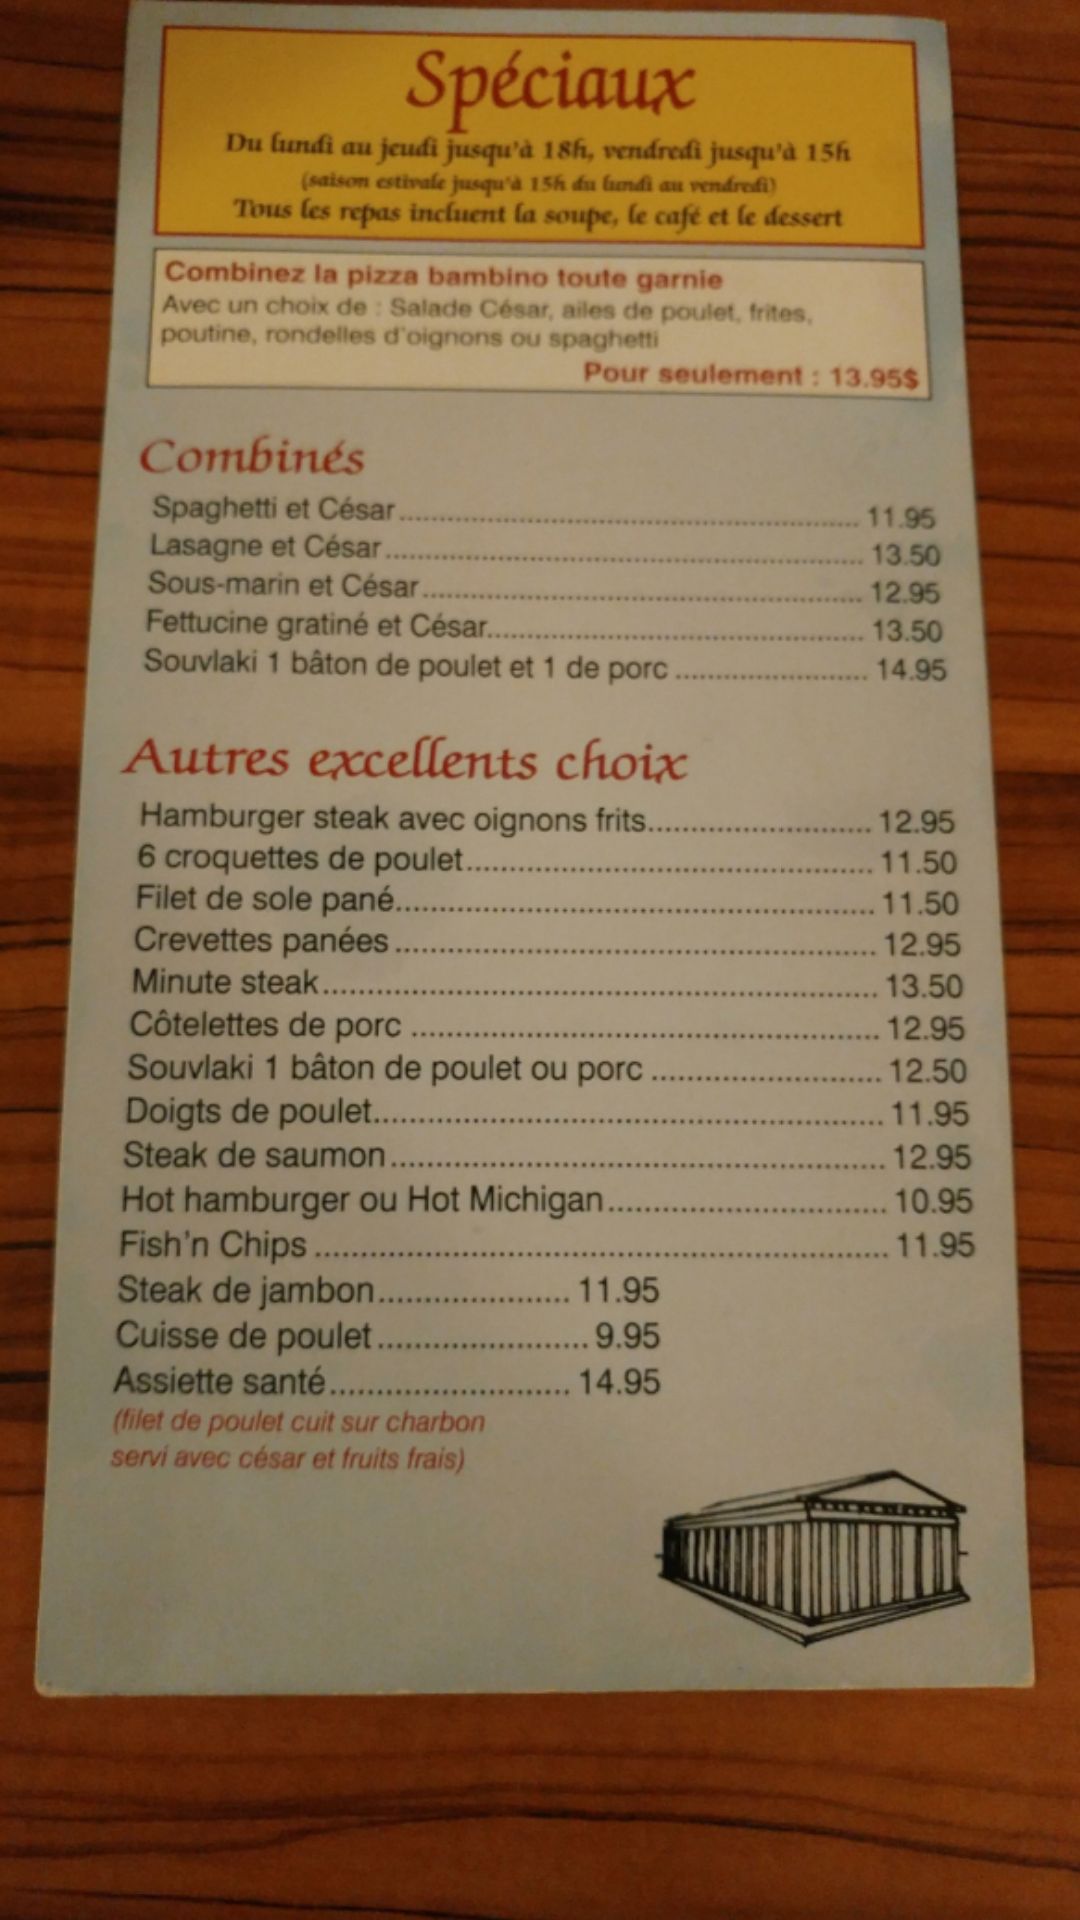 Spéciaux
Du lundi au jeudi jusqu'à 18h, vendredi jusqu'à 15h
(saison estivale jusqu'à 15h du lundi au vendredi)
Tous les repas incluent la soupe, le café et le dessert
Combinez la pizza bambino toute garnie
Avec un choix de : Salade César, ailes de poulet, frites,
poutine, rondelles d'oignons ou spaghetti
Pour seulement : 13.95$
Combinés
Spaghetti et César 11.95
Lasagne et César 13.50
Sous-marin et César 12.95
Fettucine gratiné et César 13.50
Souvlaki 1 bâton de poulet et 1 de porc 14.95
Autres excellents choix
Hamburger steak avec oignons frits 12.95
6 croquettes de poulet 11.50
Filet de sole pané 11.50
Crevettes panées 12.95
Minute steak 13.50
Côtelettes de porc 12.95
Souvlaki 1 bâton de poulet ou porc 12.50
Doigts de poulet 11.95
Steak de saumon 12.95
Hot hamburger ou Hot Michigan 10.95
Fish'n Chips 11.95
Steak de jambon 11.95
Cuisse de poulet 9.95
Assiette santé 14.95
(filet de poulet cuit sur charbon
servi avec césar et fruits frais)